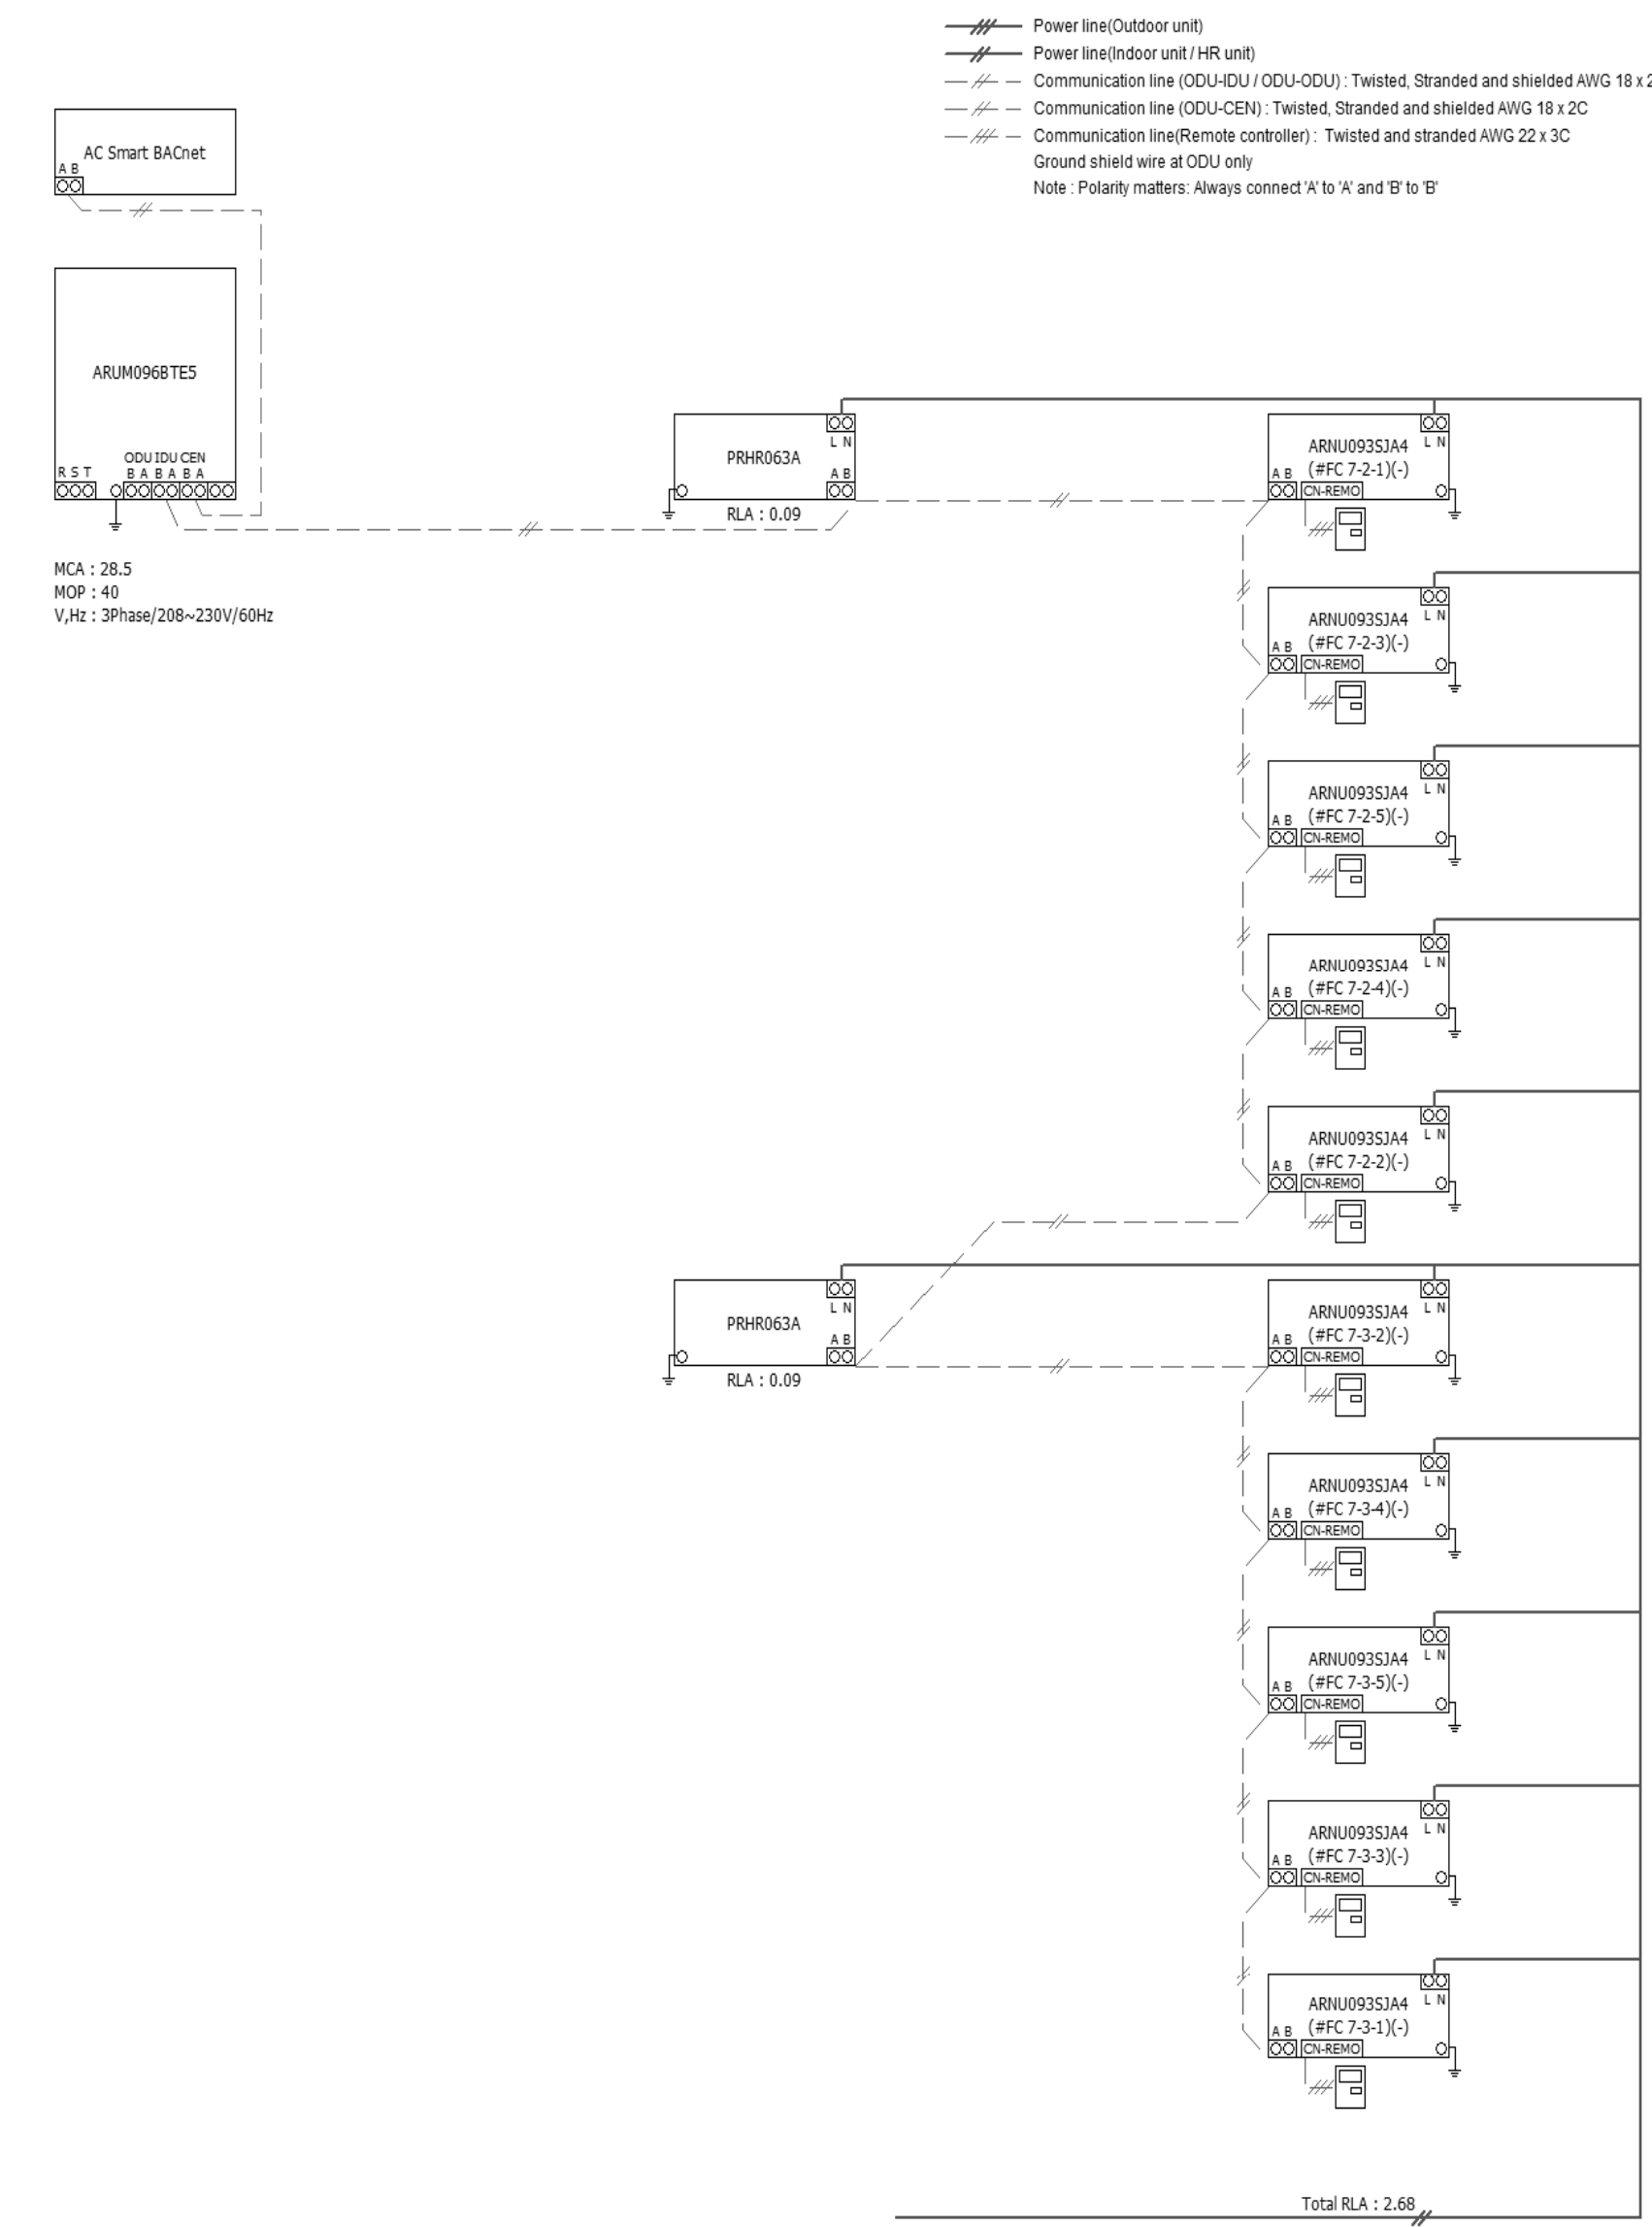 Power line(Outdoor unit)
Power line(Indoor unit / HR unit)
Communication line (ODU-IDU / ODU-ODU) : Twisted, Stranded and shielded AWG 18 x 2
Communication line (ODU-CEN) : Twisted, Stranded and shielded AWG 18 x 2C
Communication line(Remote controller) : Twisted and stranded AWG 22 x 3C
Ground shield wire at ODU only
Note : Polarity matters: Always connect 'A' to 'A' and 'B' to 'B'
AC Smart BACnet
A B
ARUM096BTE5
ODU IDU CEN
R S T B A B A B A
MCA : 28.5
MOP : 40
V,Hz : 3Phase/208~230V/60Hz
L N
PRHR063A
A B
RLA : 0.09
ARNU093SJA4
L N
(#FC 7-2-1)(-)
A B
CN-REMO
ARNU093SJA4
L N
(#FC 7-2-3)(-)
A B
CN-REMO
ARNU093SJA4
L N
(#FC 7-2-5)(-)
A B
CN-REMO
ARNU093SJA4
L N
(#FC 7-2-4)(-)
A B
CN-REMO
ARNU093SJA4
L N
(#FC 7-2-2)(-)
A B
CN-REMO
L N
PRHR063A
A B
RLA : 0.09
ARNU093SJA4
L N
(#FC 7-3-2)(-)
A B
CN-REMO
ARNU093SJA4
L N
(#FC 7-3-4)(-)
A B
CN-REMO
ARNU093SJA4
L N
(#FC 7-3-5)(-)
A B
CN-REMO
ARNU093SJA4
L N
(#FC 7-3-3)(-)
A B
CN-REMO
ARNU093SJA4
L N
(#FC 7-3-1)(-)
A B
CN-REMO
Total RLA : 2.68